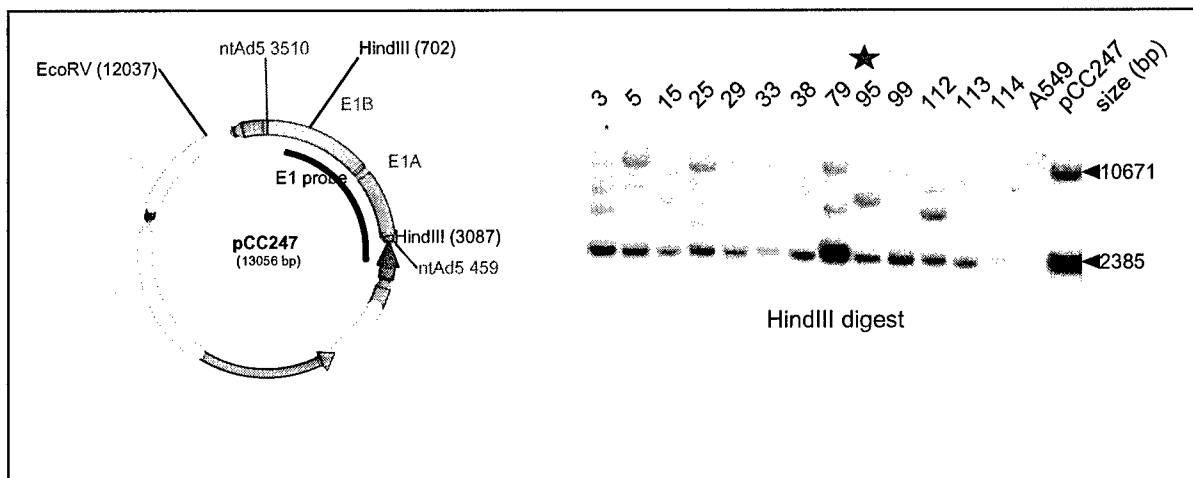 ntAd5 3510
HindIII (702)
EcoRV (12037)
E1B
E1A
E1 probe
HindIII (3087)
pCC247
(13056 bp)
ntAd5 459
3
5
15
25
29
33
38
79
95
99
112
113
114
A549
pCC247
size (bp)
10671
2385
HindIII digest